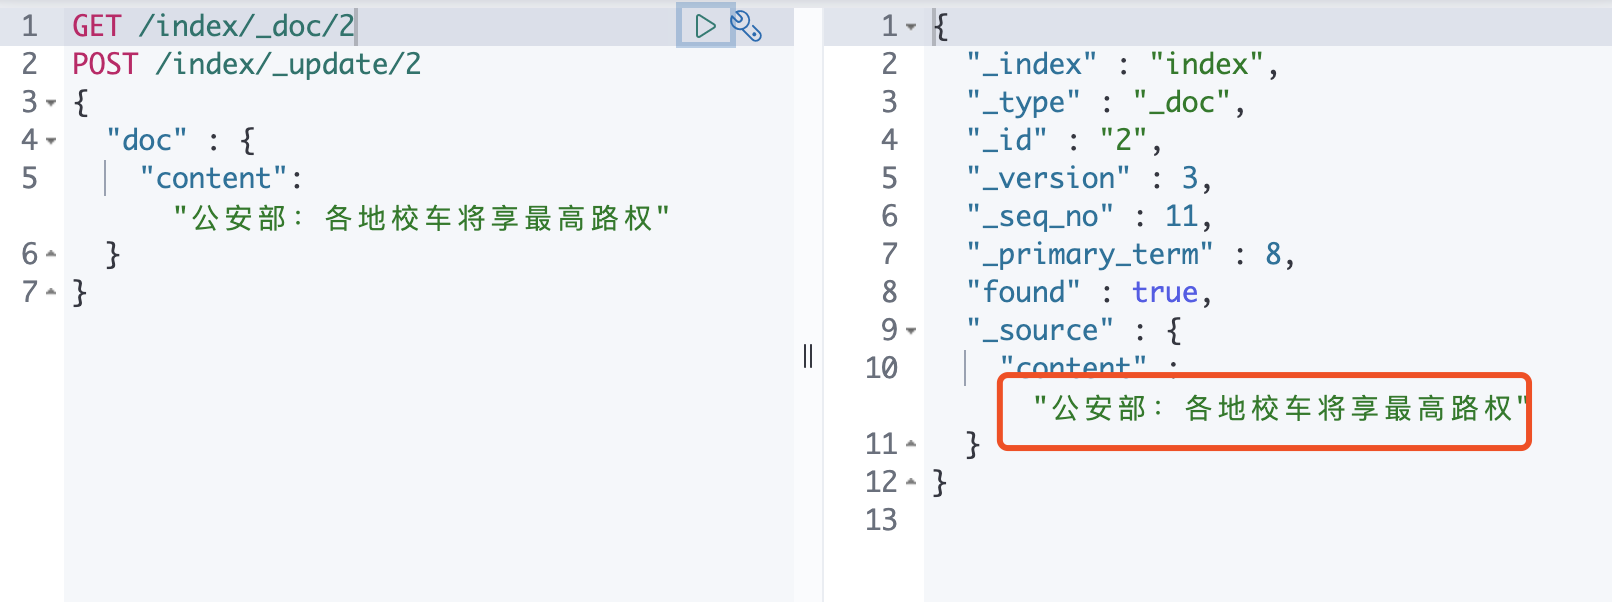 1 GET /index/_doc/2
2 POST /index/_update/2
3 {
4 "doc" : {
5 "content":
"公安部：各地校车将享最高路权"
6 }
7 }
1 {
2 "_index" : "index",
3 "_type" : "_doc",
4 "_id" : "2",
5 "_version" : 3,
6 "_seq_no" : 11,
7 "_primary_term" : 8,
8 "found" : true,
9 "_source" : {
10 "content" :
"公安部：各地校车将享最高路权"
11 }
12 }
13